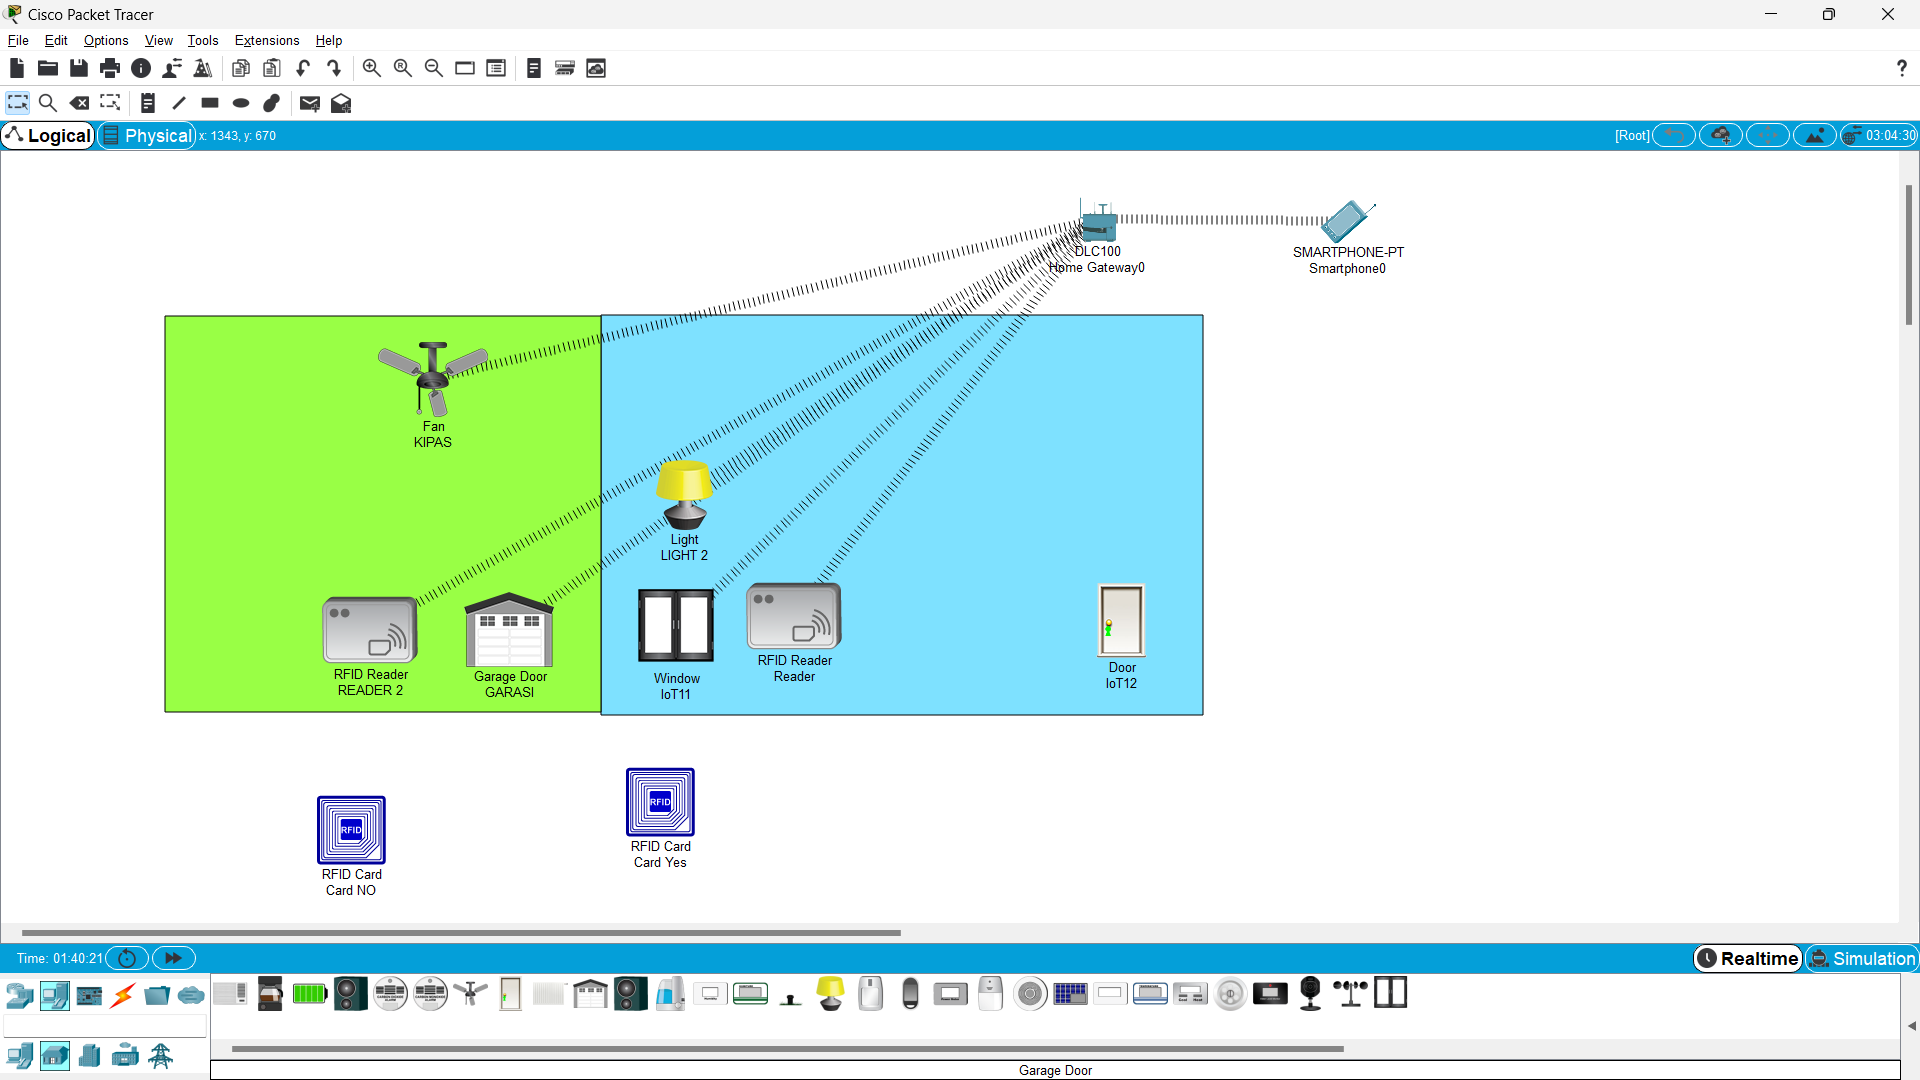 Cisco Packet Tracer
File Edit Options View Tools Extensions Help
Logical Physical x: 1343, y: 670 [Root] 03:04:30
DLC100
Home Gateway0
SMARTPHONE-PT
Smartphone0
Fan
KIPAS
Light
LIGHT 2
RFID Reader
READER 2
Garage Door
GARASI
Window
IoT11
RFID Reader
Reader
Door
IoT12
RFID
RFID Card
Card Yes
RFID
RFID Card
Card NO
Time: 01:40:21 Realtime Simulation
Garage Door